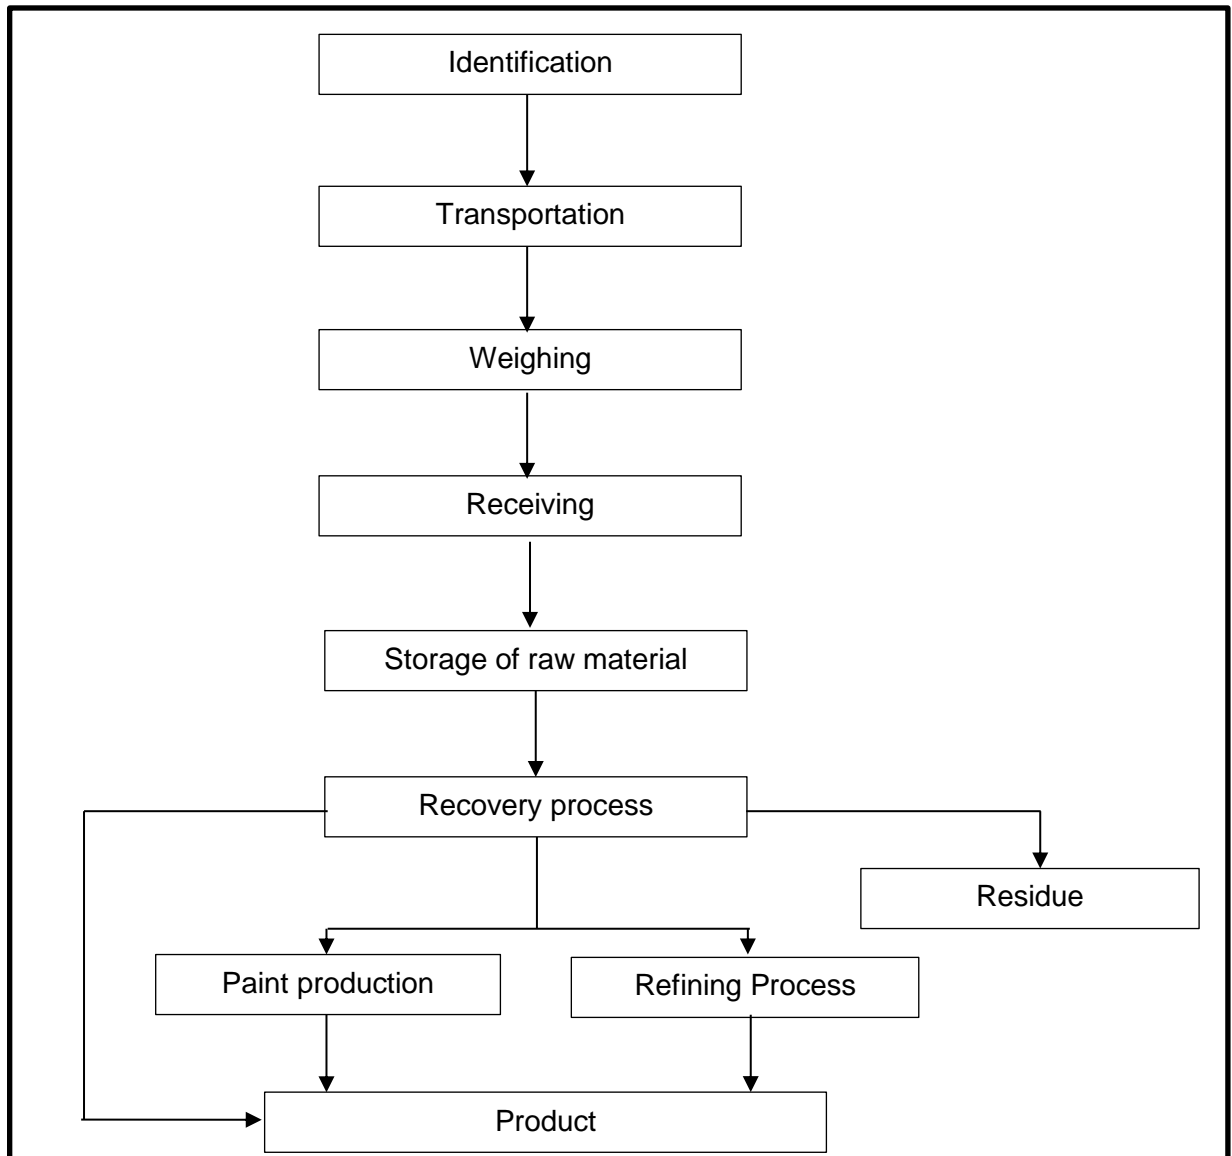 Identification
Transportation
Weighing
Receiving
Storage of raw material
Recovery process
Residue
Paint production
Refining Process
Product